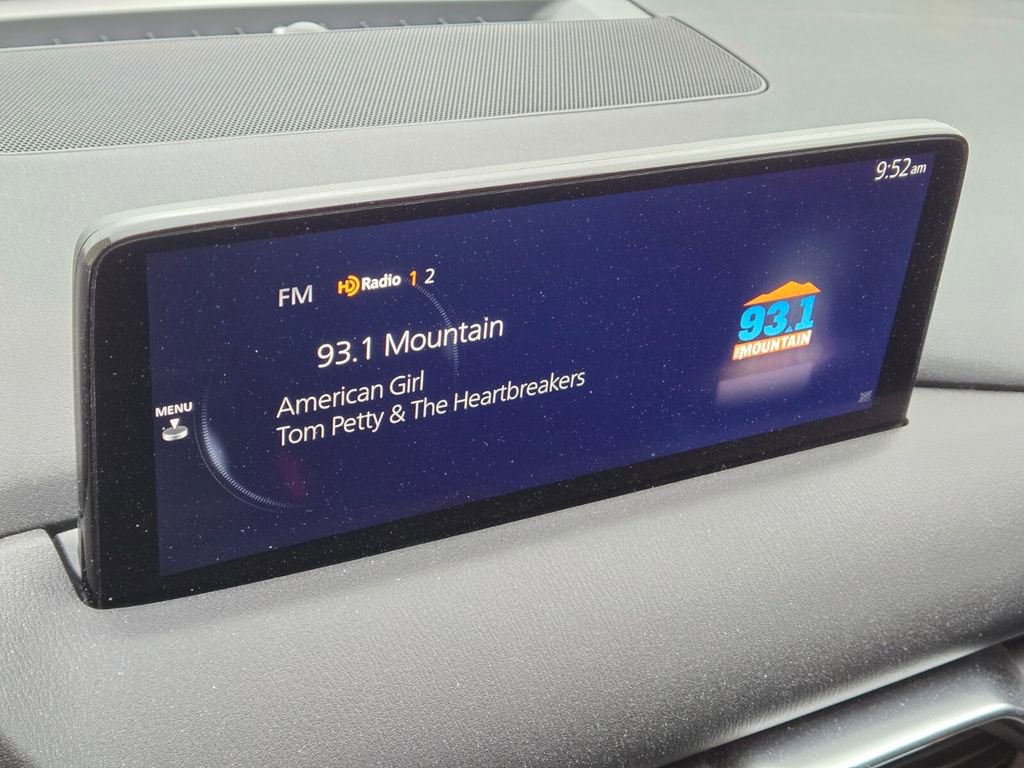 9:52am
FM HD Radio 1 2
93.1 Mountain
American Girl
Tom Petty & The Heartbreakers
MENU
93.1
THE MOUNTAIN